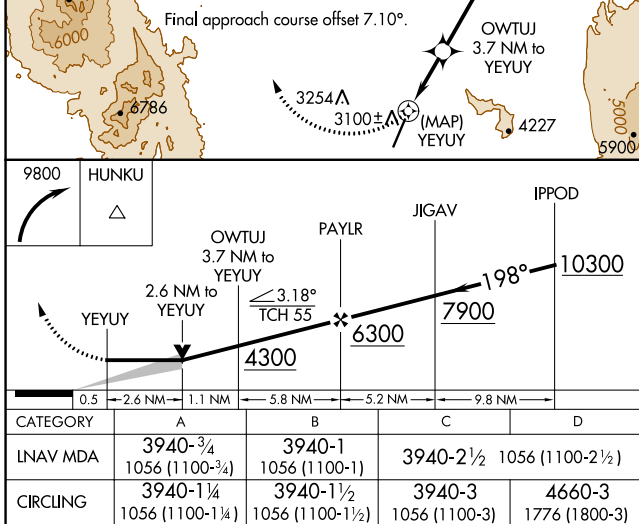 6000
Final approach course offset 7.10°.
OWTUJ
3.7 NM to
YEYUY
6786
3254
3100±
(MAP)
YEYUY
4227
5000
5900
9800
HUNKU
OWTUJ
3.7 NM to
YEYUY
PAYLR
JIGAV
IPPOD
2.6 NM to
YEYUY
YEYUY
3.18°
TCH 55
198°
10300
7900
6300
4300
0.5
2.6 NM
1.1 NM
5.8 NM
5.2 NM
9.8 NM
CATEGORY A B C D
LNAV MDA 3940-¾ 3940-1 3940-2½ 1056 (1100-2½)
1056 (1100-¾) 1056 (1100-1)
CIRCLING 3940-1¼ 3940-1½ 3940-3 4660-3
1056 (1100-1¼) 1056 (1100-1½) 1056 (1100-3) 1776 (1800-3)